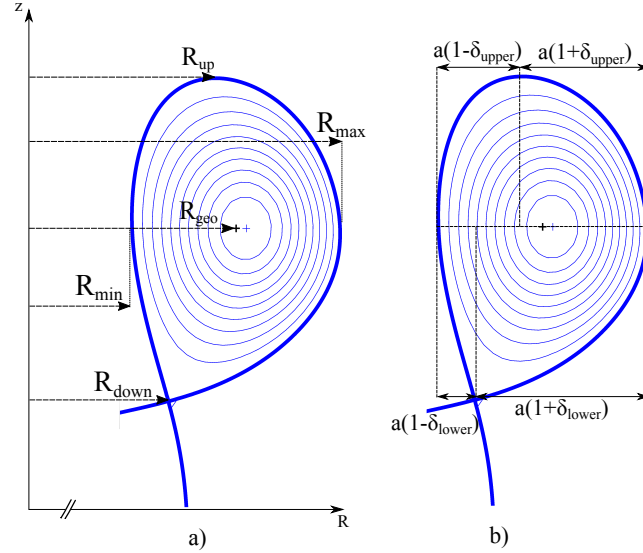 z
R_up
R_max
R_geo
R_min
R_down
R
a)
a(1-δ_upper)
a(1+δ_upper)
a(1-δ_lower)
a(1+δ_lower)
b)